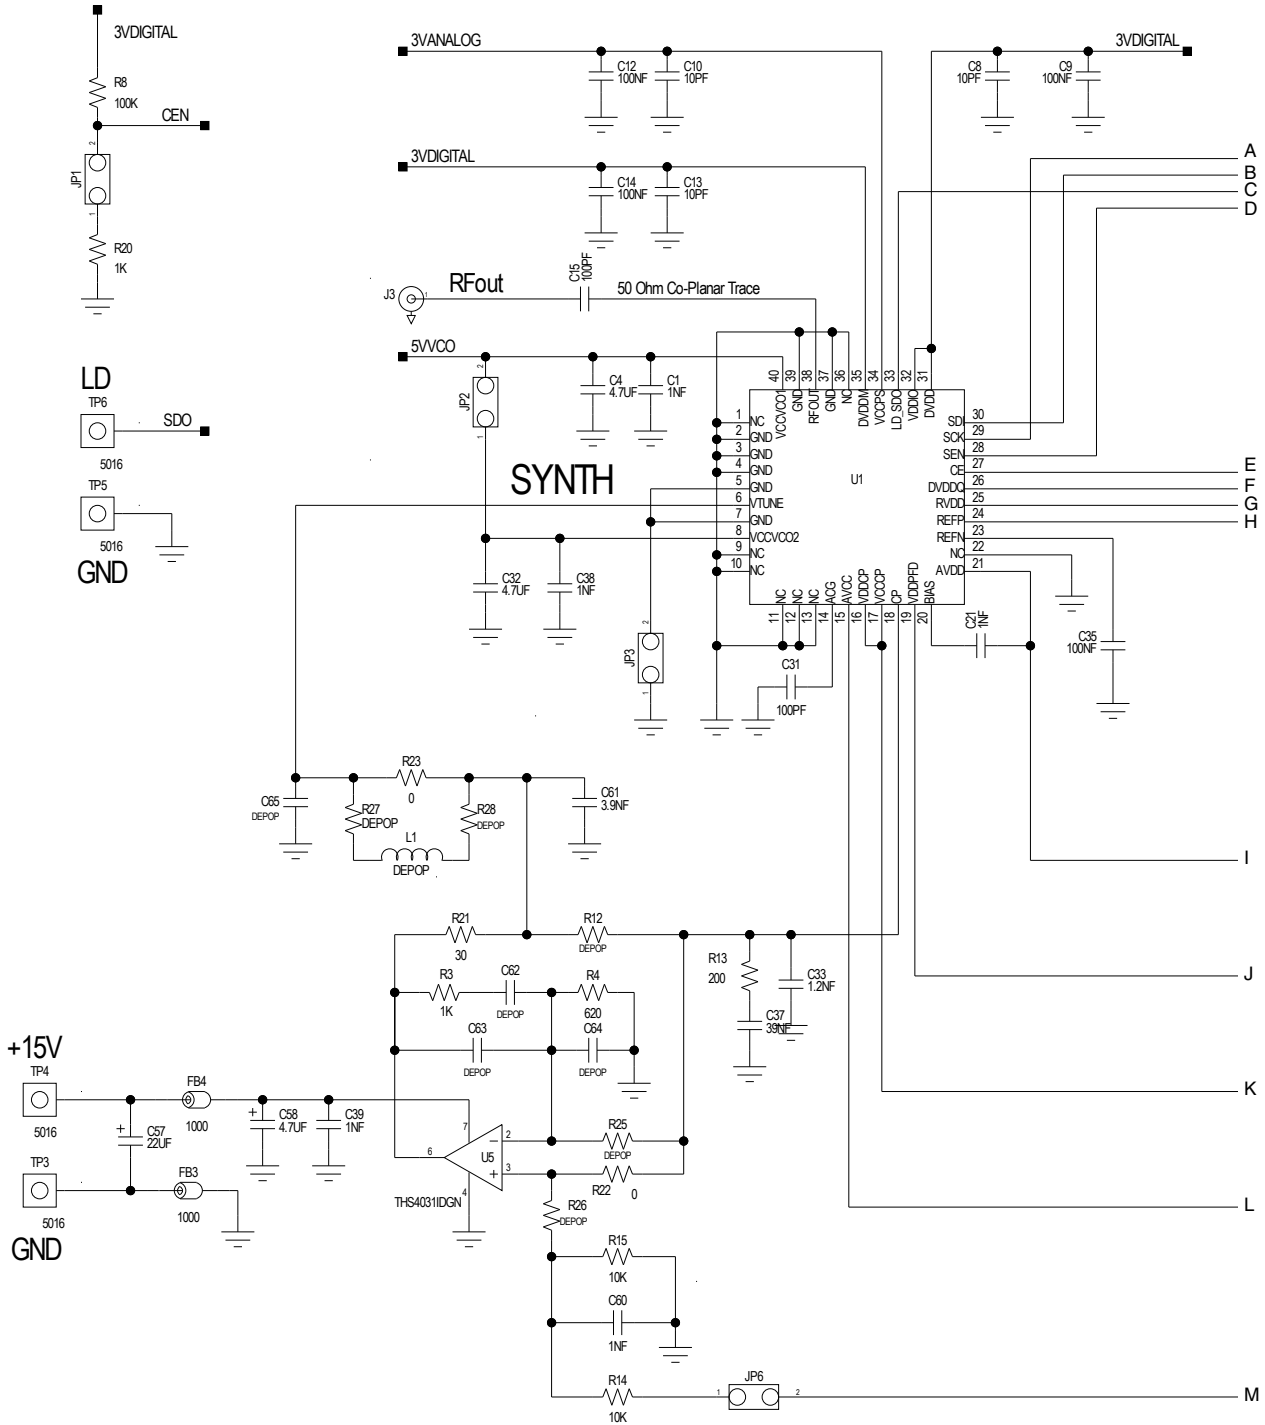 3VDIGITAL
R8
100K
CEN
2
JP1
1
R20
1K
3VANALOG
C12
100NF
C10
10PF
3VDIGITAL
C8
10PF
C9
100NF
3VDIGITAL
C14
100NF
C13
10PF
A
B
C
D
J3
1
RFout
C15
100PF
50 Ohm Co-Planar Trace
5VVCO
2
JP2
1
C4
4.7UF
C1
1NF
LD
TP6
SDO
5016
TP5
5016
GND
SYNTH
U1
40 VCCVCO1
39 GND
38 RFOUT
37 GND
36 NC
35 DVDDM
34 VCCPS
33 LD_SDO
32 VDDIO
31 DVDD
1 NC
2 GND
3 GND
4 GND
5 GND
6 VTUNE
7 GND
8 VCCVCO2
9 NC
10 NC
SDI 30
SCK 29
SEN 28
CE 27
DVDDQ 26
RVDD 25
REFP 24
REFN 23
NC 22
AVDD 21
11 NC
12 NC
13 NC
14 ACG
15 AVCC
16 VDDCP
17 VCCCP
18 CP
19 VDDPFD
20 BIAS
E
F
G
H
C32
4.7UF
C38
1NF
2
JP3
1
C31
100PF
C21
1NF
C35
100NF
R23
0
C65
DEPOP
R27
DEPOP
R28
DEPOP
L1
DEPOP
C61
3.9NF
I
R21
30
R12
DEPOP
R3
1K
C62
DEPOP
R4
620
C63
DEPOP
C64
DEPOP
R13
200
C33
1.2NF
C37
39NF
J
+15V
TP4
5016
FB4
1000
+
C57
22UF
+
C58
4.7UF
C39
1NF
TP3
5016
GND
FB3
1000
K
7
2
6
U5
3
4
THS4031IDGN
R25
DEPOP
R22
0
R26
DEPOP
L
R15
10K
C60
1NF
R14
10K
1
JP6
2
M